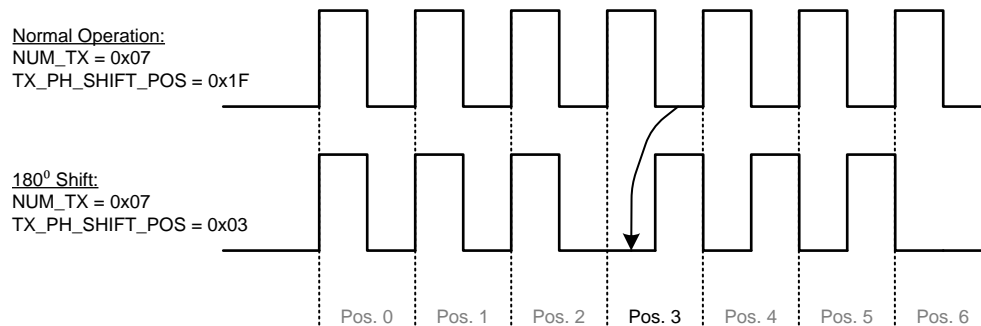 Normal Operation:
NUM_TX = 0x07
TX_PH_SHIFT_POS = 0x1F
180⁰ Shift:
NUM_TX = 0x07
TX_PH_SHIFT_POS = 0x03
Pos. 0 Pos. 1 Pos. 2 Pos. 3 Pos. 4 Pos. 5 Pos. 6